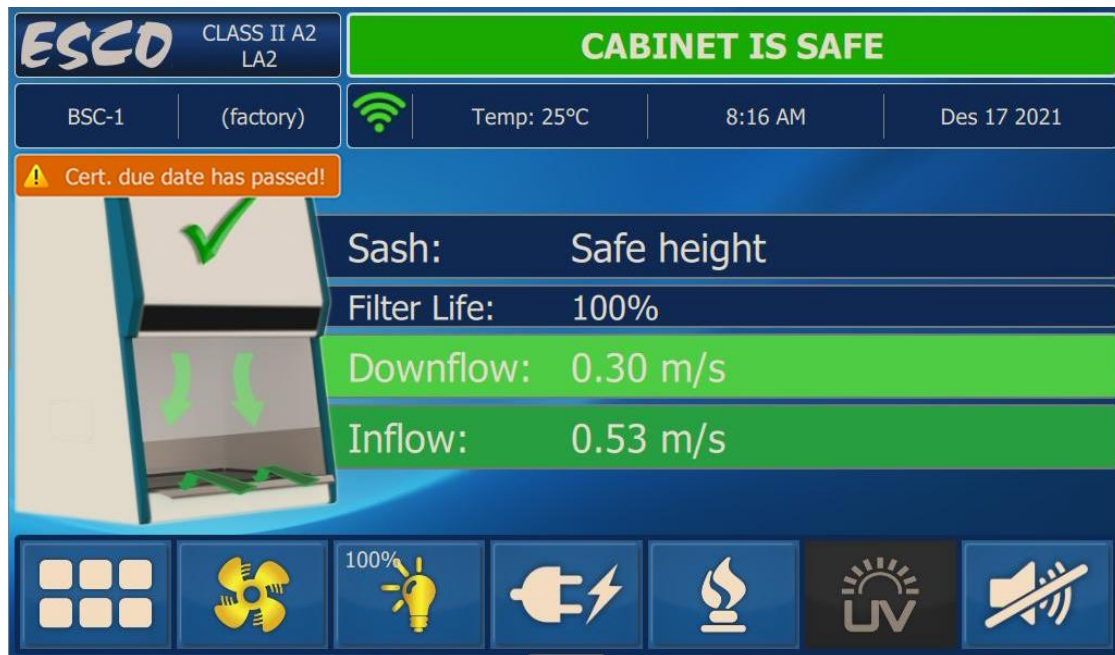 ESCO
CLASS II A2
LA2
CABINET IS SAFE
BSC-1
(factory)
Temp: 25°C
8:16 AM
Des 17 2021
Cert. due date has passed!
Sash: Safe height
Filter Life: 100%
Downflow: 0.30 m/s
Inflow: 0.53 m/s
100%
UV